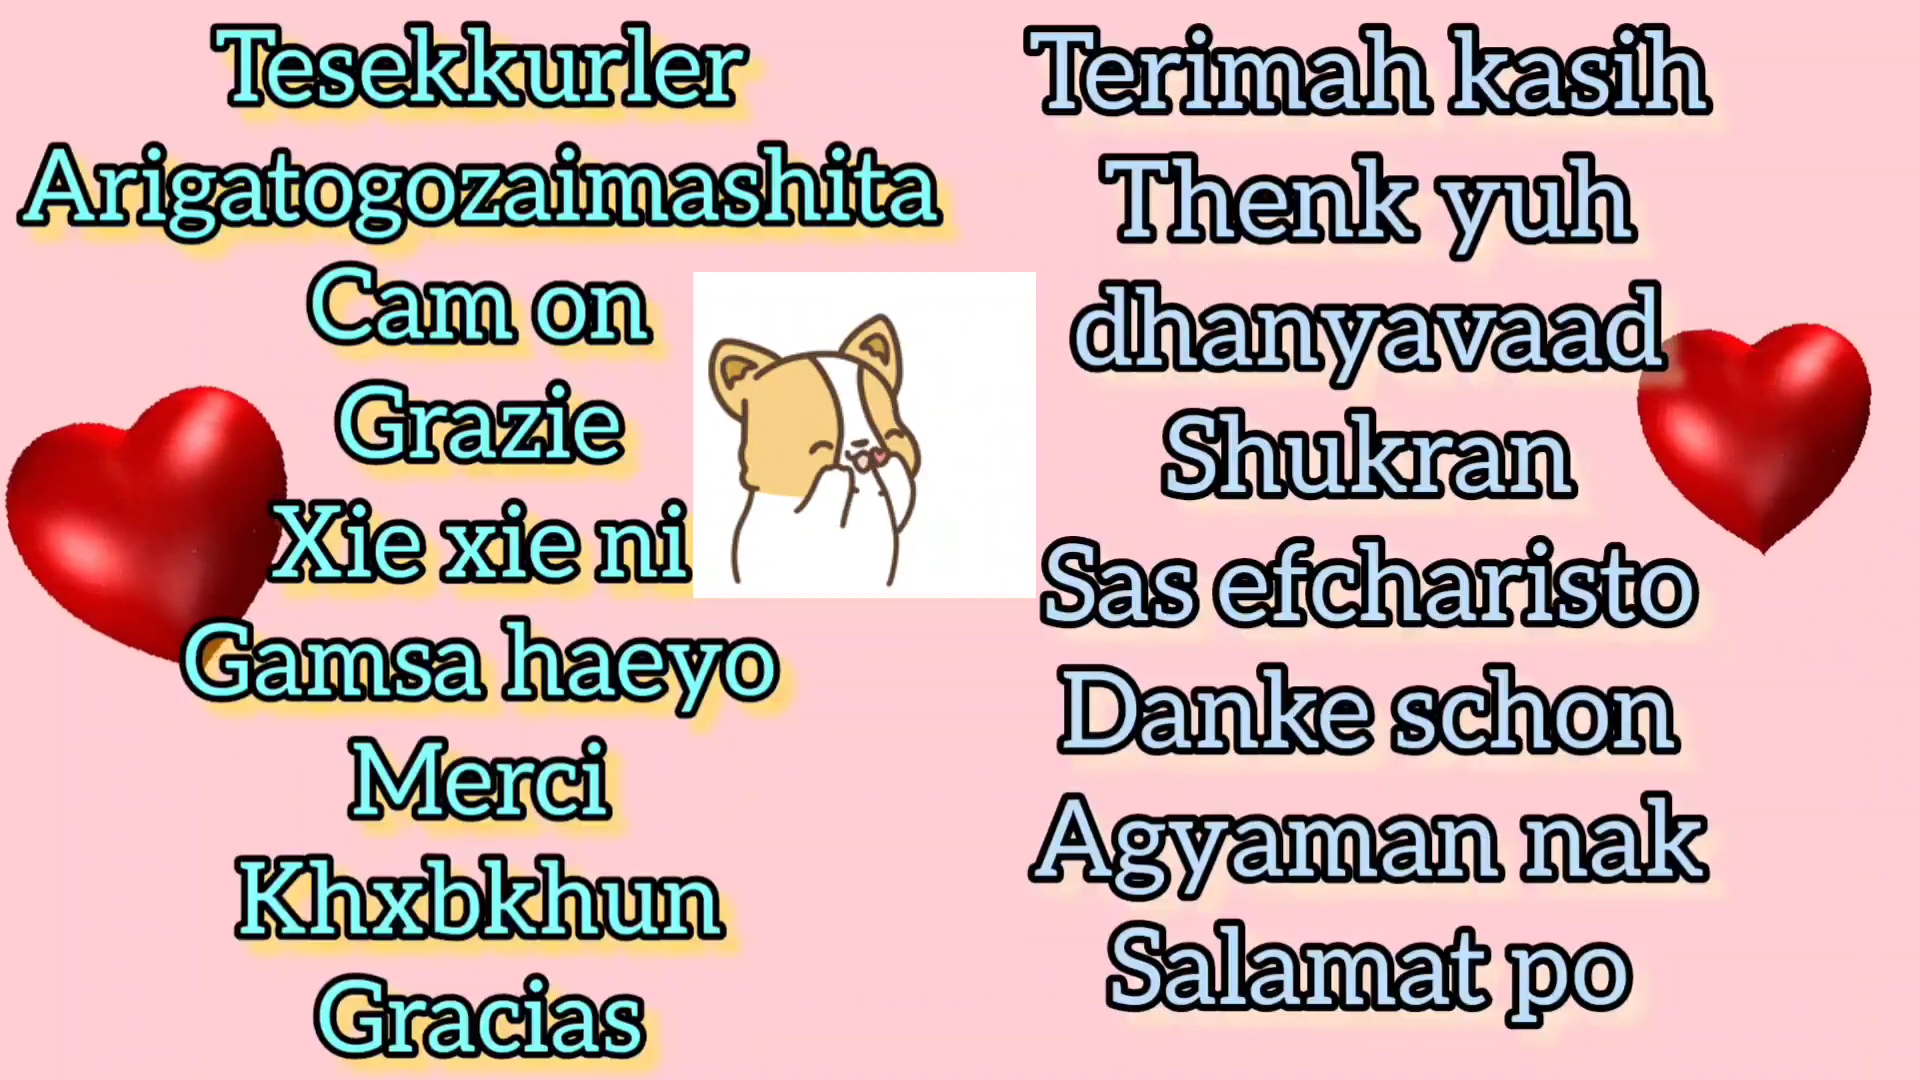 Tesekkurler
Arigatogozaimashita
Cam on
Grazie
Xie xie ni
Gamsa haeyo
Merci
Khxbkhun
Gracias
Terimah kasih
Thenk yuh
dhanyavaad
Shukran
Sas efcharisto
Danke schon
Agyaman nak
Salamat po